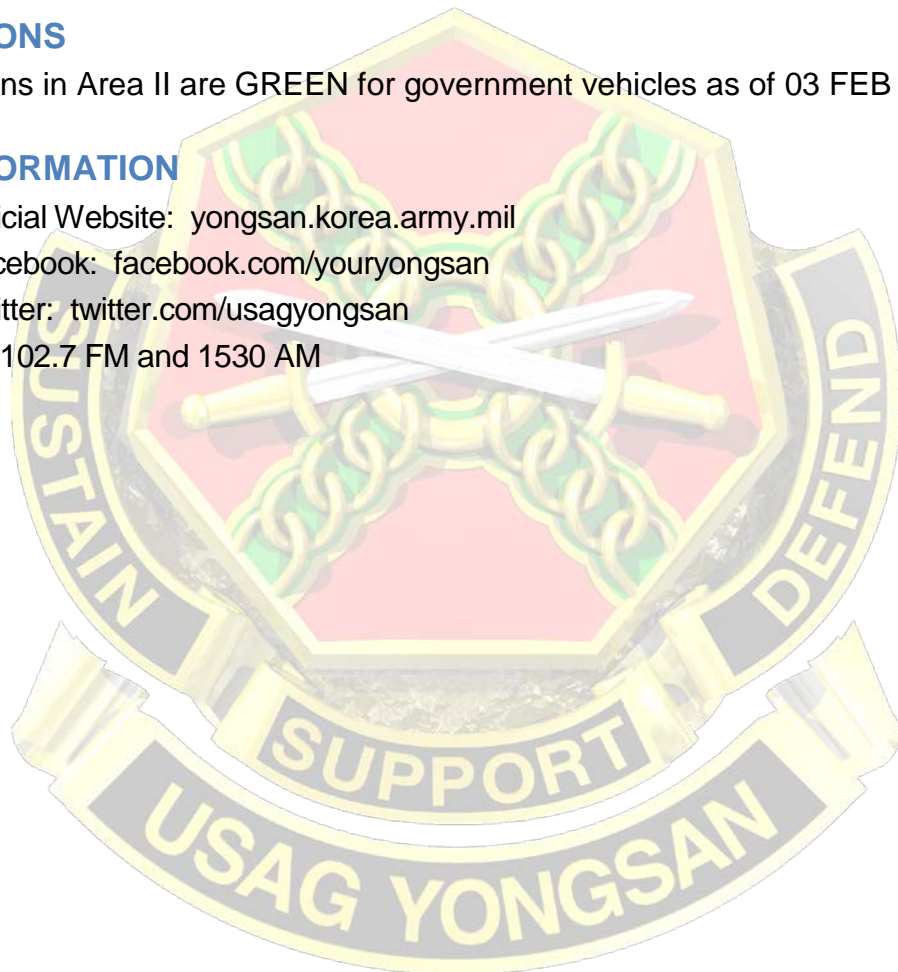 ONS
ns in Area II are GREEN for government vehicles as of 03 FEB
ORMATION
icial Website: yongsan.korea.army.mil
cebook: facebook.com/youryongsan
itter: twitter.com/usagyongsan
102.7 FM and 1530 AM
SUSTAIN
DEFEND
SUPPORT
USAG YONGSAN